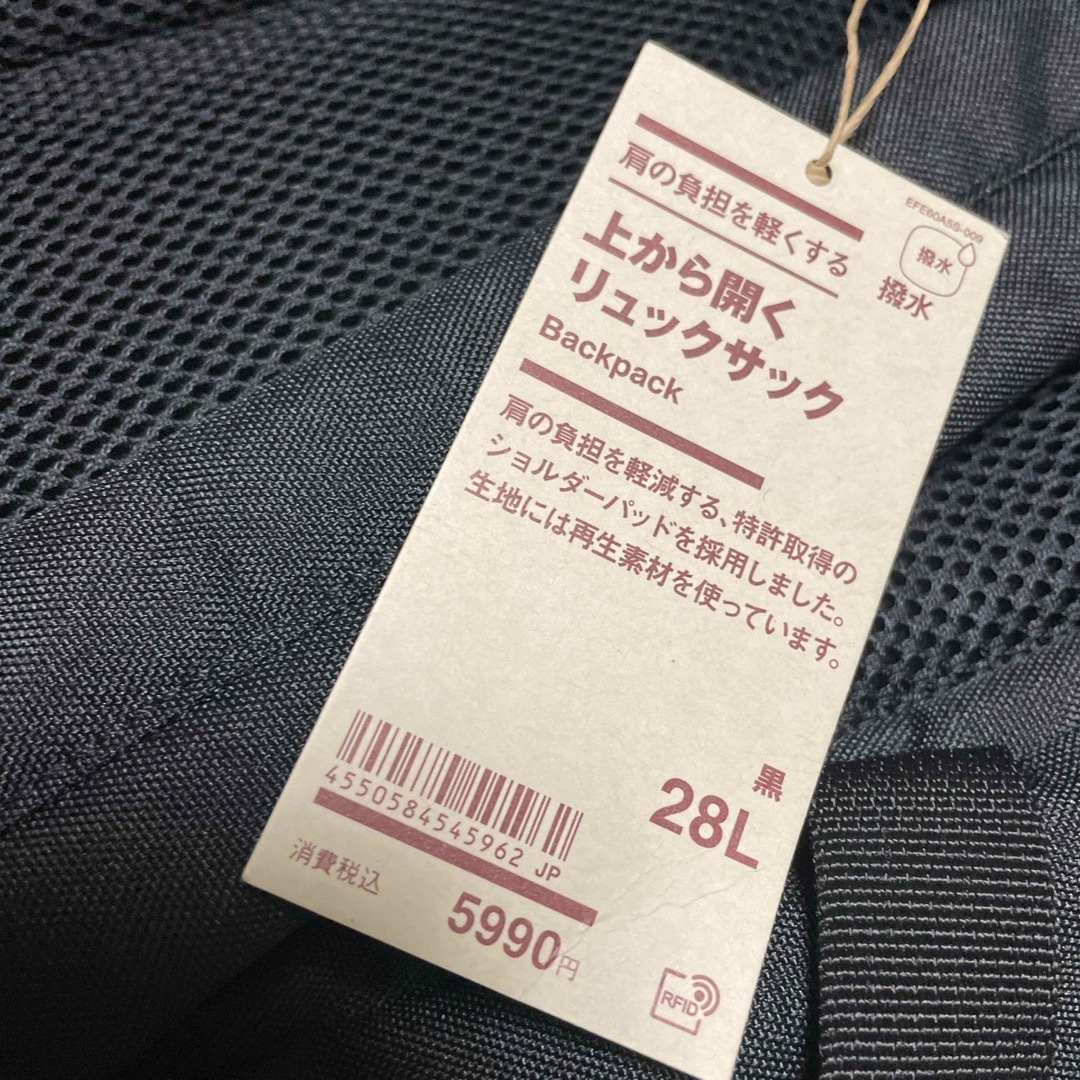 EFE60A5S-009
撥水
撥水
肩の負担を軽くする
上から開く
リュックサック
Backpack
肩の負担を軽減する、特許取得の
ショルダーパッドを採用しました。
生地には再生素材を使っています。
黒
28L
4550584545962 JP
消費税込
5990円
RFID